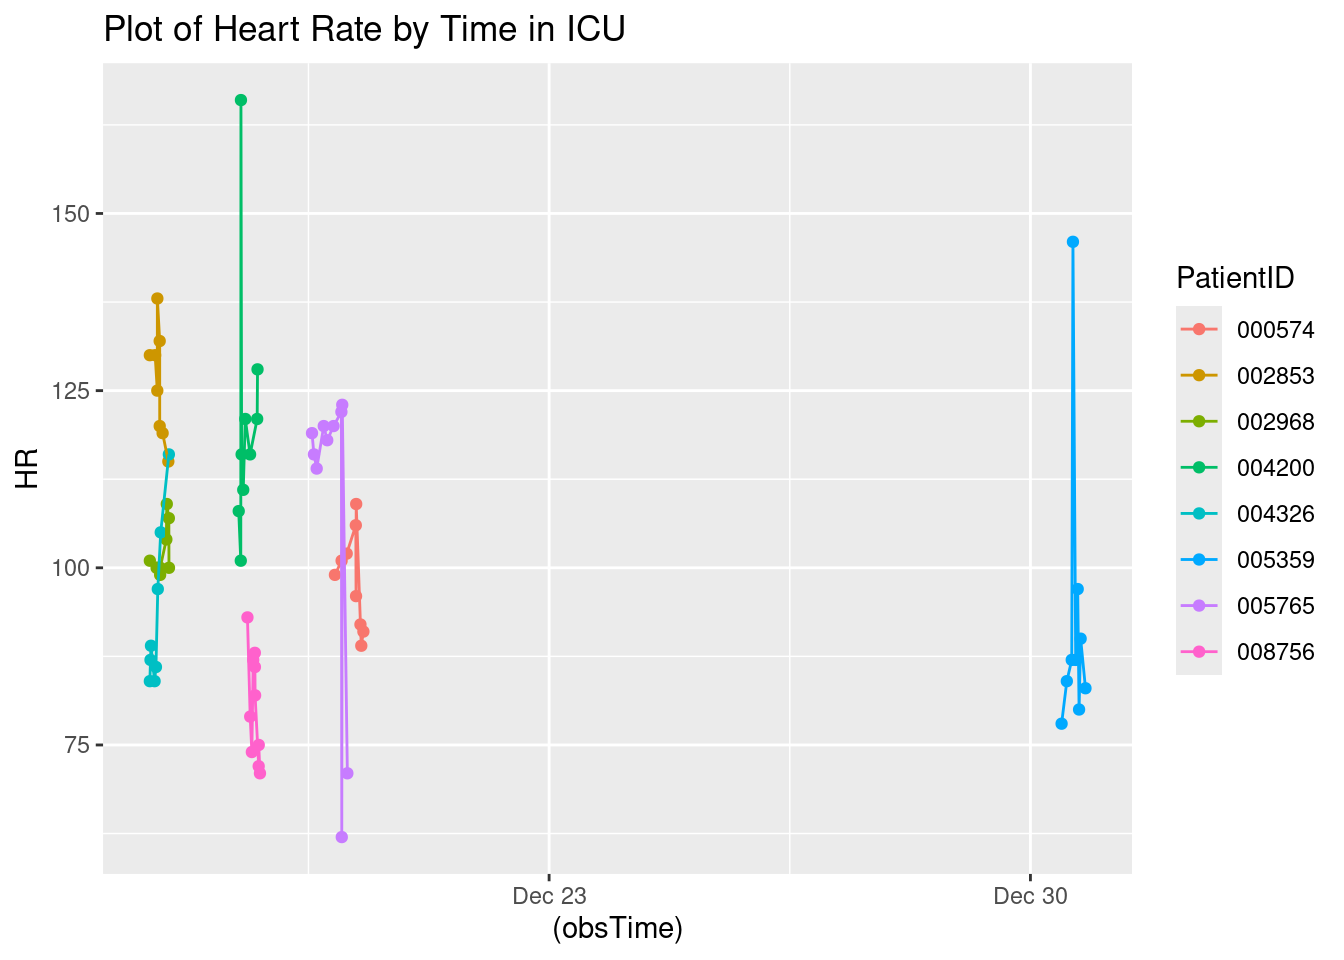 Plot of Heart Rate by Time in ICU
HR
150
125
100
75
Dec 23
Dec 30
(obsTime)
PatientID
000574
002853
002968
004200
004326
005359
005765
008756